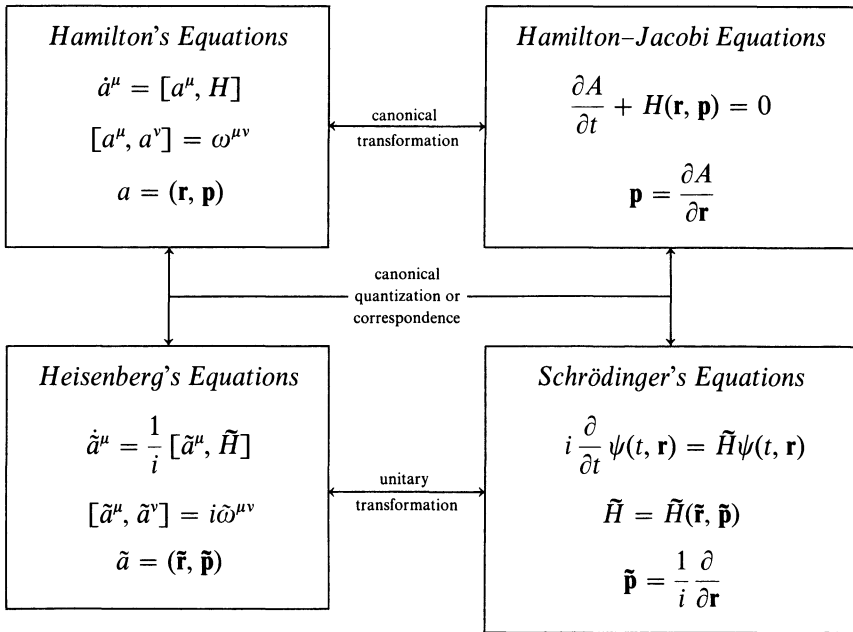 Hamilton's Equations
ȧ^μ = [a^μ, H]
[a^μ, a^ν] = ω^{μν}
a = (𝐫, 𝐩)
canonical
transformation
Hamilton–Jacobi Equations
∂A/∂t + H(𝐫, 𝐩) = 0
𝐩 = ∂A/∂𝐫
canonical
quantization or
correspondence
Heisenberg's Equations
ã̇^μ = 1/i [ã^μ, H̃]
[ã^μ, ã^ν] = iω̃^{μν}
ã = (𝐫̃, 𝐩̃)
unitary
transformation
Schrödinger's Equations
i ∂/∂t ψ(t, 𝐫) = H̃ψ(t, 𝐫)
H̃ = H̃(𝐫̃, 𝐩̃)
𝐩̃ = 1/i ∂/∂𝐫